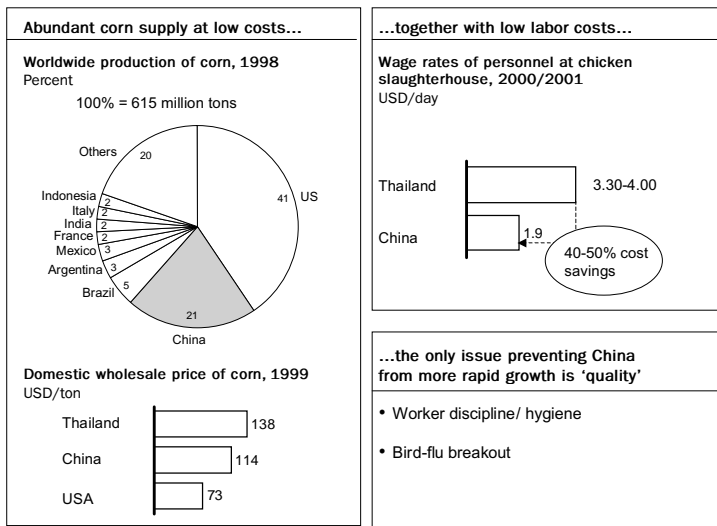 Abundant corn supply at low costs…
Worldwide production of corn, 1998
Percent
100% = 615 million tons
Others
20
41
US
Indonesia
2
Italy
2
India
2
France
2
Mexico
3
Argentina
3
Brazil
5
21
China
Domestic wholesale price of corn, 1999
USD/ton
Thailand
138
China
114
USA
73
…together with low labor costs…
Wage rates of personnel at chicken
slaughterhouse, 2000/2001
USD/day
Thailand
3.30-4.00
China
1.9
40-50% cost
savings
…the only issue preventing China
from more rapid growth is ‘quality’
• Worker discipline/ hygiene
• Bird-flu breakout